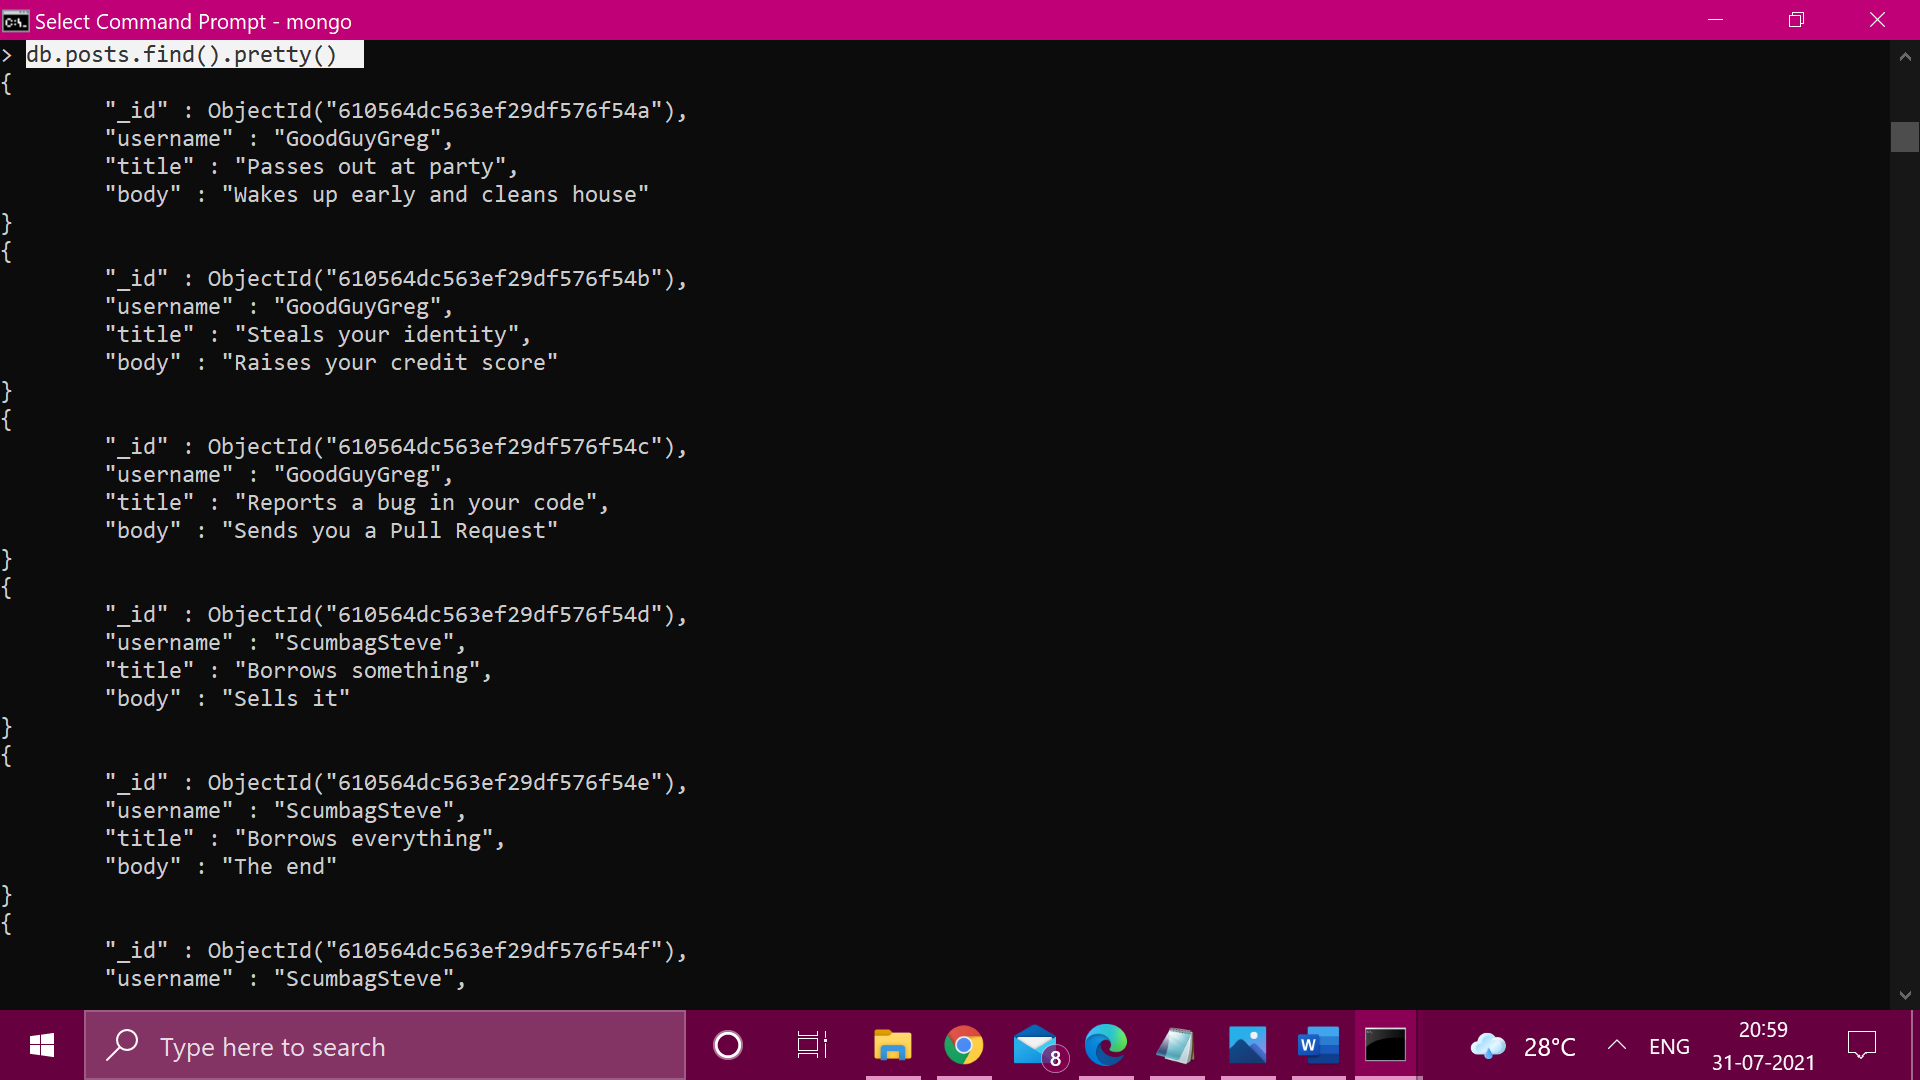 Select Command Prompt - mongo
> db.posts.find().pretty()
{
"_id" : ObjectId("610564dc563ef29df576f54a"),
"username" : "GoodGuyGreg",
"title" : "Passes out at party",
"body" : "Wakes up early and cleans house"
}
{
"_id" : ObjectId("610564dc563ef29df576f54b"),
"username" : "GoodGuyGreg",
"title" : "Steals your identity",
"body" : "Raises your credit score"
}
{
"_id" : ObjectId("610564dc563ef29df576f54c"),
"username" : "GoodGuyGreg",
"title" : "Reports a bug in your code",
"body" : "Sends you a Pull Request"
}
{
"_id" : ObjectId("610564dc563ef29df576f54d"),
"username" : "ScumbagSteve",
"title" : "Borrows something",
"body" : "Sells it"
}
{
"_id" : ObjectId("610564dc563ef29df576f54e"),
"username" : "ScumbagSteve",
"title" : "Borrows everything",
"body" : "The end"
}
{
"_id" : ObjectId("610564dc563ef29df576f54f"),
"username" : "ScumbagSteve",
Type here to search
8
W
28°C
ENG
20:59
31-07-2021